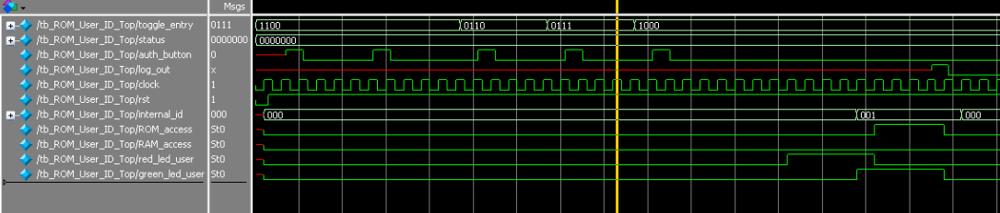 Msgs
/tb_ROM_User_ID_Top/toggle_entry 0111 1100 0110 0111 1000
/tb_ROM_User_ID_Top/status 0000000 0000000
/tb_ROM_User_ID_Top/auth_button 0
/tb_ROM_User_ID_Top/log_out x
/tb_ROM_User_ID_Top/clock 1
/tb_ROM_User_ID_Top/rst 1
/tb_ROM_User_ID_Top/internal_id 000 000 001 000
/tb_ROM_User_ID_Top/ROM_access St0
/tb_ROM_User_ID_Top/RAM_access St0
/tb_ROM_User_ID_Top/red_led_user St0
/tb_ROM_User_ID_Top/green_led_user St0